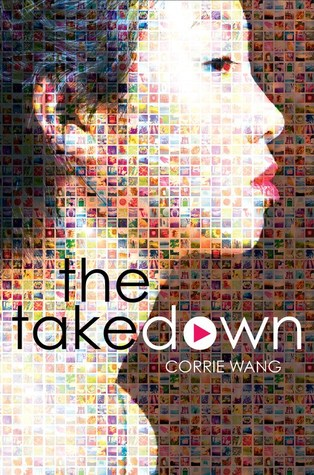 the
takedown
CORRIE WANG